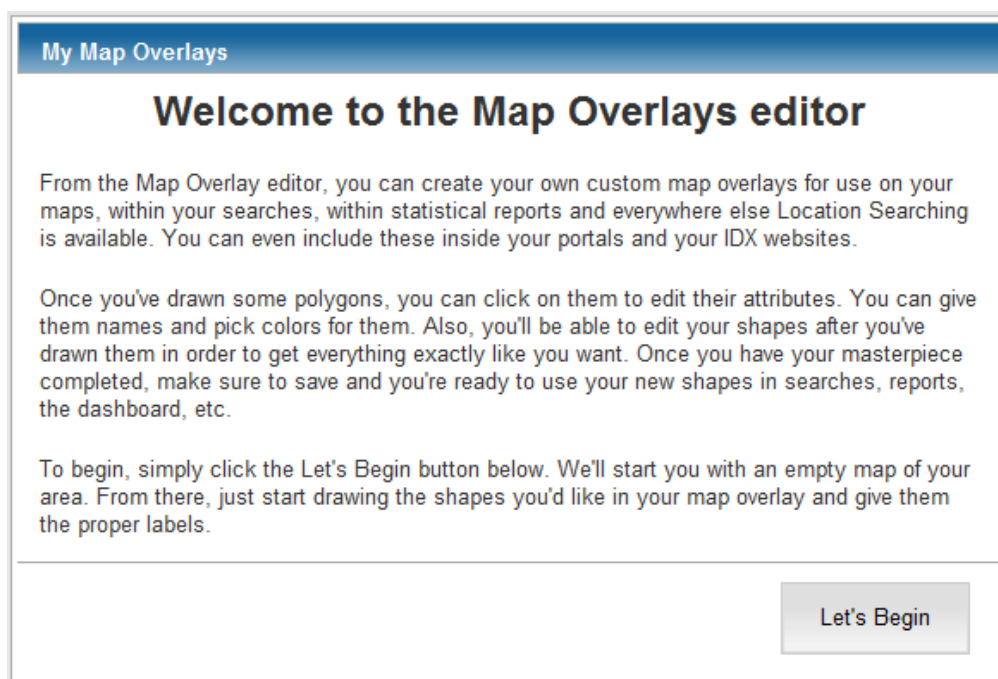 My Map Overlays
Welcome to the Map Overlays editor
From the Map Overlay editor, you can create your own custom map overlays for use on your
maps, within your searches, within statistical reports and everywhere else Location Searching
is available. You can even include these inside your portals and your IDX websites.
Once you've drawn some polygons, you can click on them to edit their attributes. You can give
them names and pick colors for them. Also, you'll be able to edit your shapes after you've
drawn them in order to get everything exactly like you want. Once you have your masterpiece
completed, make sure to save and you're ready to use your new shapes in searches, reports,
the dashboard, etc.
To begin, simply click the Let's Begin button below. We'll start you with an empty map of your
area. From there, just start drawing the shapes you'd like in your map overlay and give them
the proper labels.
Let's Begin